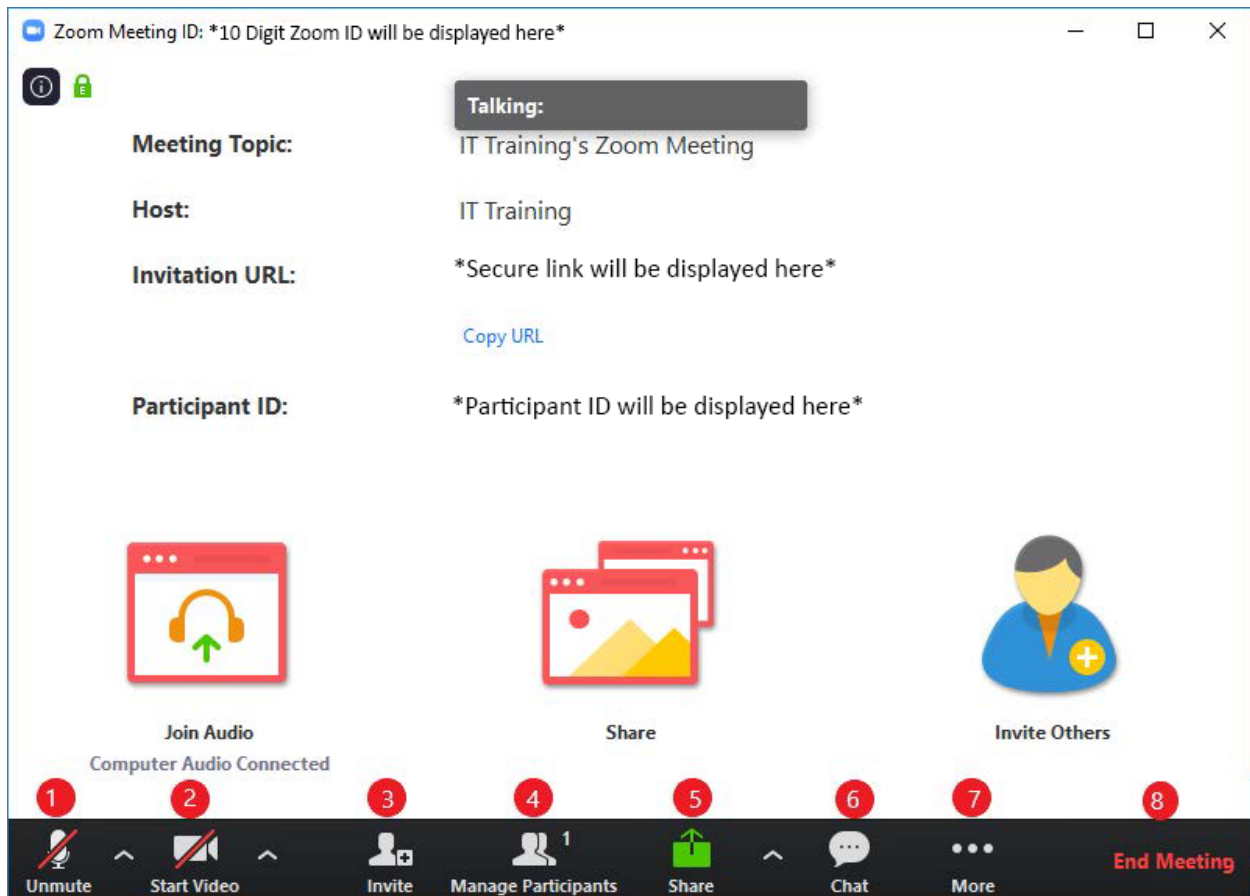 Zoom Meeting ID: *10 Digit Zoom ID will be displayed here*
E
Talking:
Meeting Topic: IT Training's Zoom Meeting
Host: IT Training
Invitation URL: *Secure link will be displayed here*
Copy URL
Participant ID: *Participant ID will be displayed here*
Join Audio Share Invite Others
Computer Audio Connected
1 2 3 4 5 6 7 8
1
Unmute Start Video Invite Manage Participants Share Chat More End Meeting